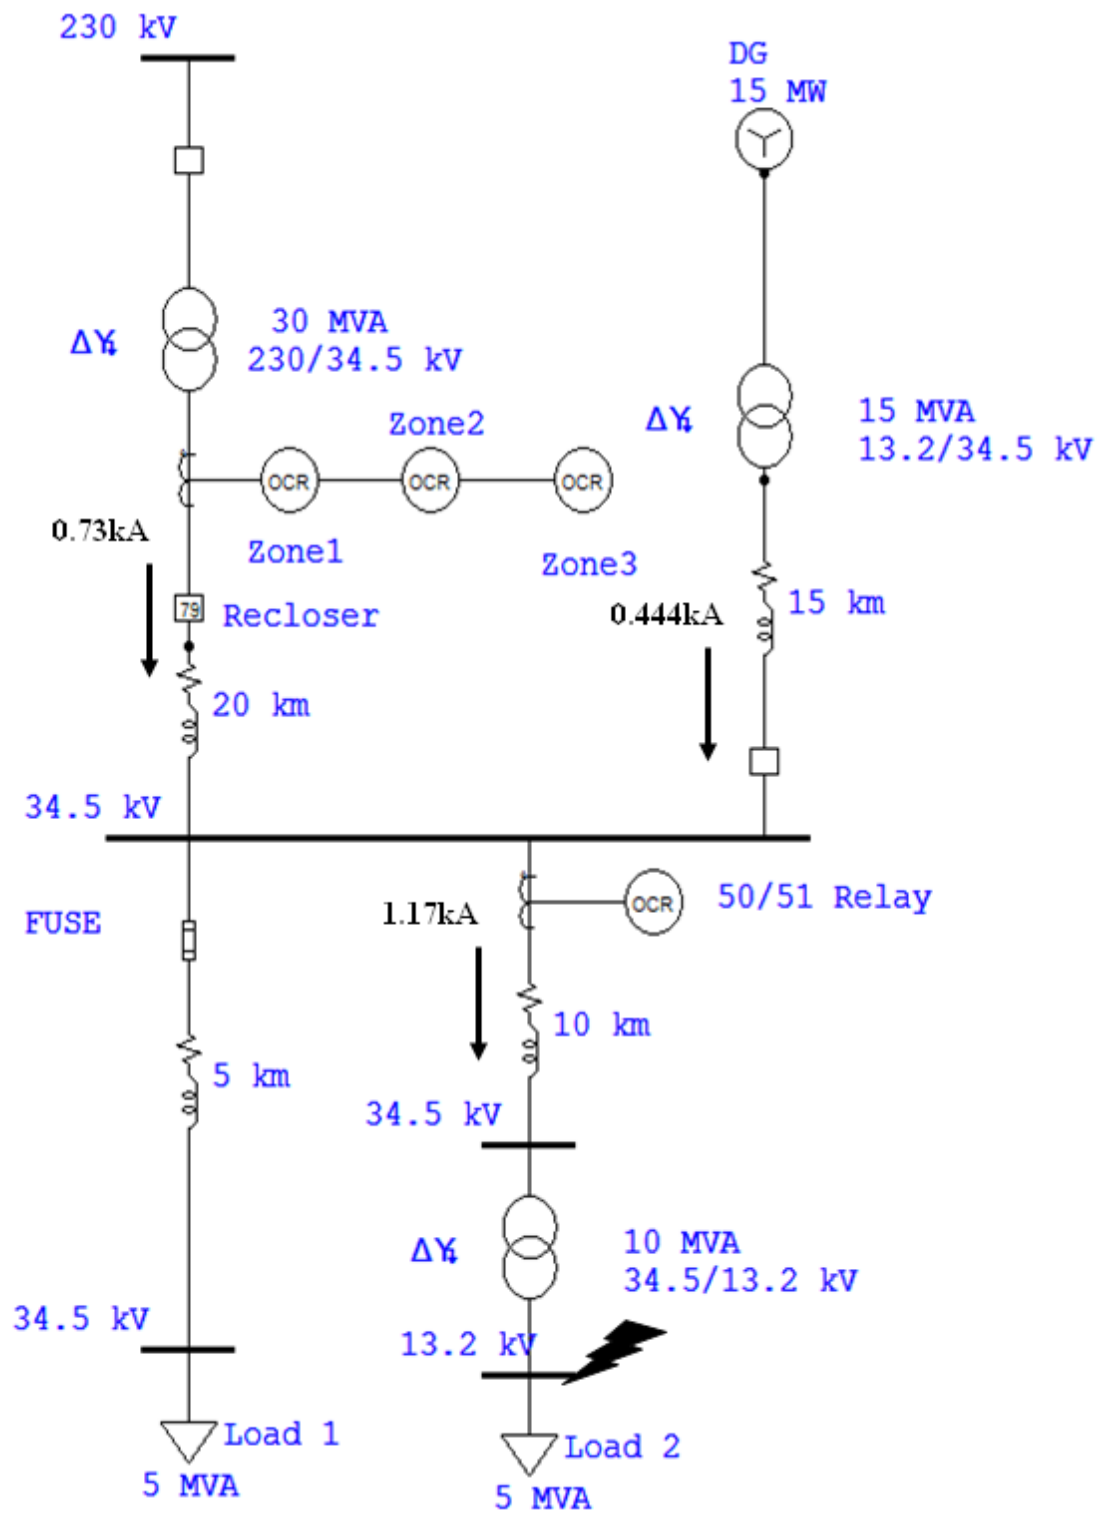 230 kV
DG
15 MW
ΔY
30 MVA
230/34.5 kV
ΔY
15 MVA
13.2/34.5 kV
Zone2
OCR
OCR
OCR
0.73kA
Zone1
Zone3
79
Recloser
0.444kA
15 km
20 km
34.5 kV
FUSE
1.17kA
OCR
50/51 Relay
10 km
5 km
34.5 kV
ΔY
10 MVA
34.5/13.2 kV
34.5 kV
13.2 kV
Load 1
5 MVA
Load 2
5 MVA